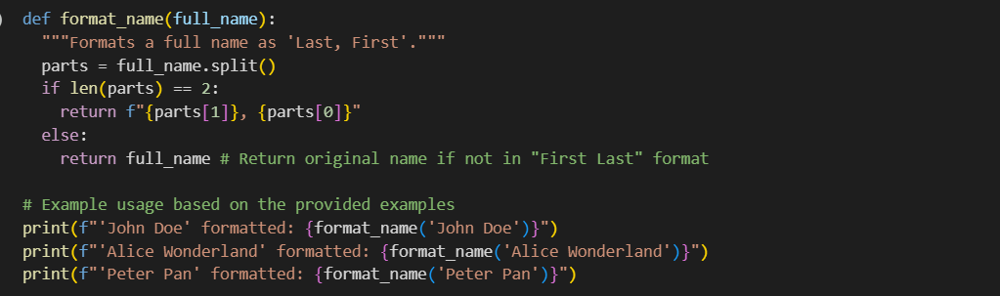 def format_name(full_name):
  """Formats a full name as 'Last, First'."""
  parts = full_name.split()
  if len(parts) == 2:
    return f"{parts[1]}, {parts[0]}"
  else:
    return full_name # Return original name if not in "First Last" format

# Example usage based on the provided examples
print(f"'John Doe' formatted: {format_name('John Doe')}")
print(f"'Alice Wonderland' formatted: {format_name('Alice Wonderland')}")
print(f"'Peter Pan' formatted: {format_name('Peter Pan')}")